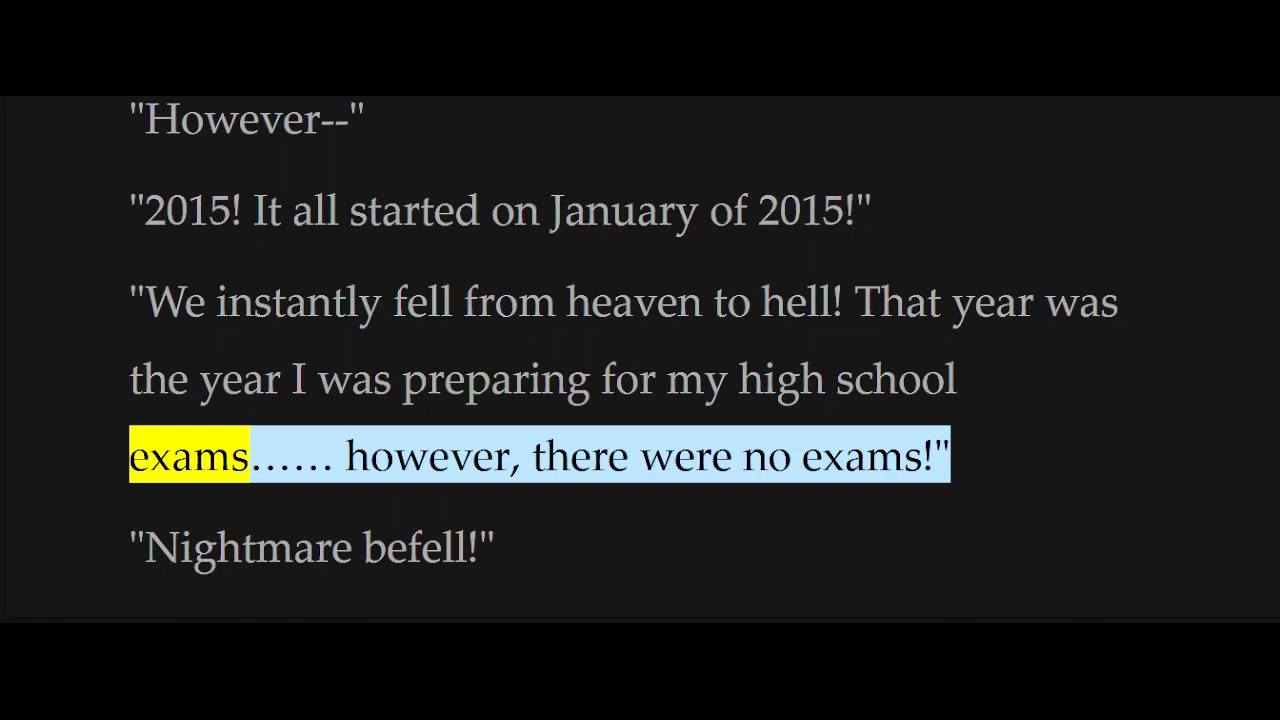 "However--"
"2015! It all started on January of 2015!"
"We instantly fell from heaven to hell! That year was
the year I was preparing for my high school
exams…… however, there were no exams!"
"Nightmare befell!"